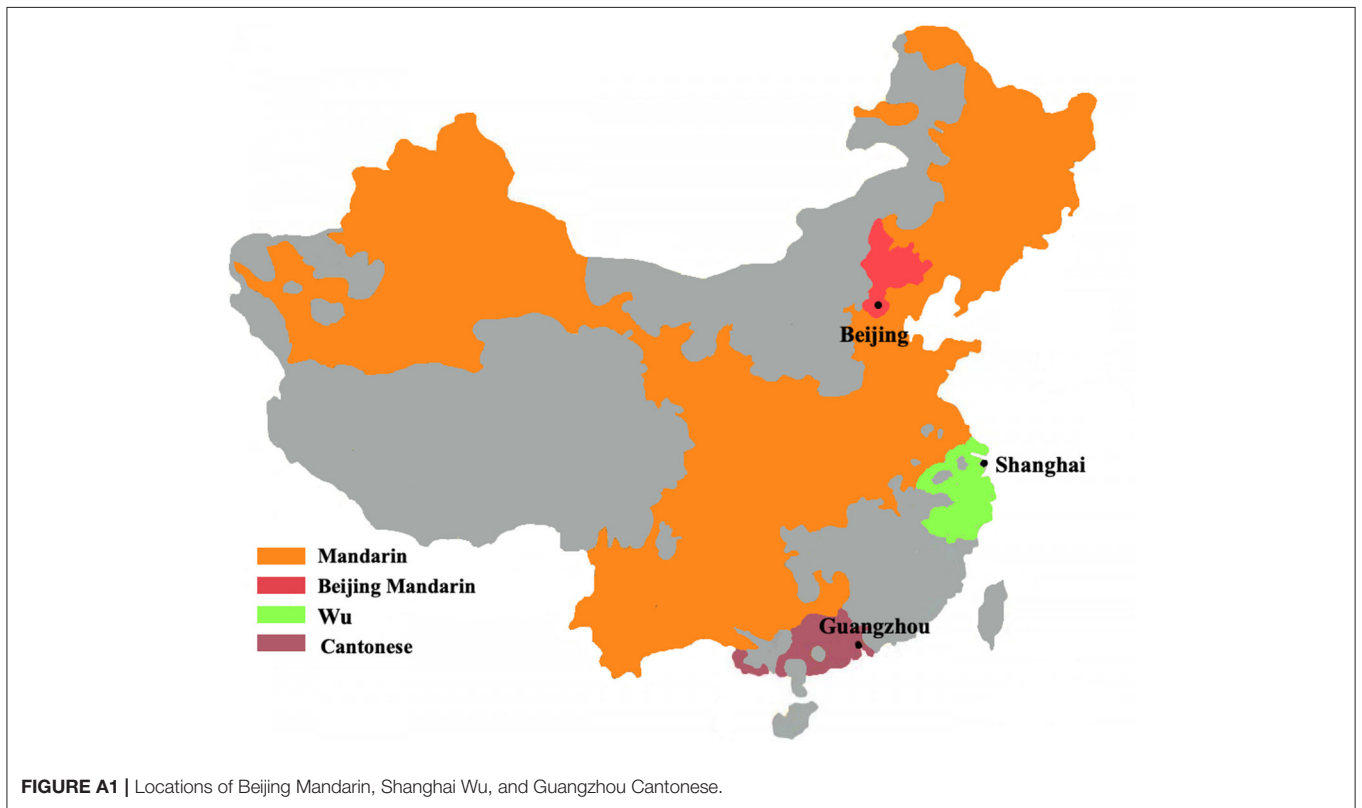 Beijing
Shanghai
Mandarin
Beijing Mandarin
Wu
Cantonese
Guangzhou
FIGURE A1 | Locations of Beijing Mandarin, Shanghai Wu, and Guangzhou Cantonese.